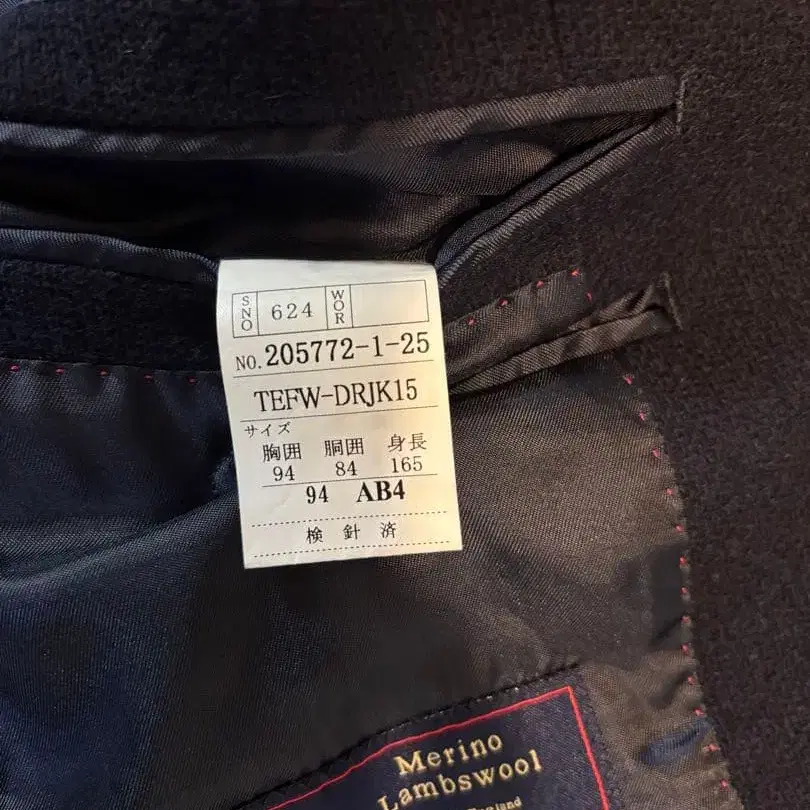 SNO 624 WOR
NO. 205772-1-25
TEFW-DRJK15
サイズ
胸囲 胴囲 身長
94 84 165
94 AB4
検 針 済
Merino
Lambswool